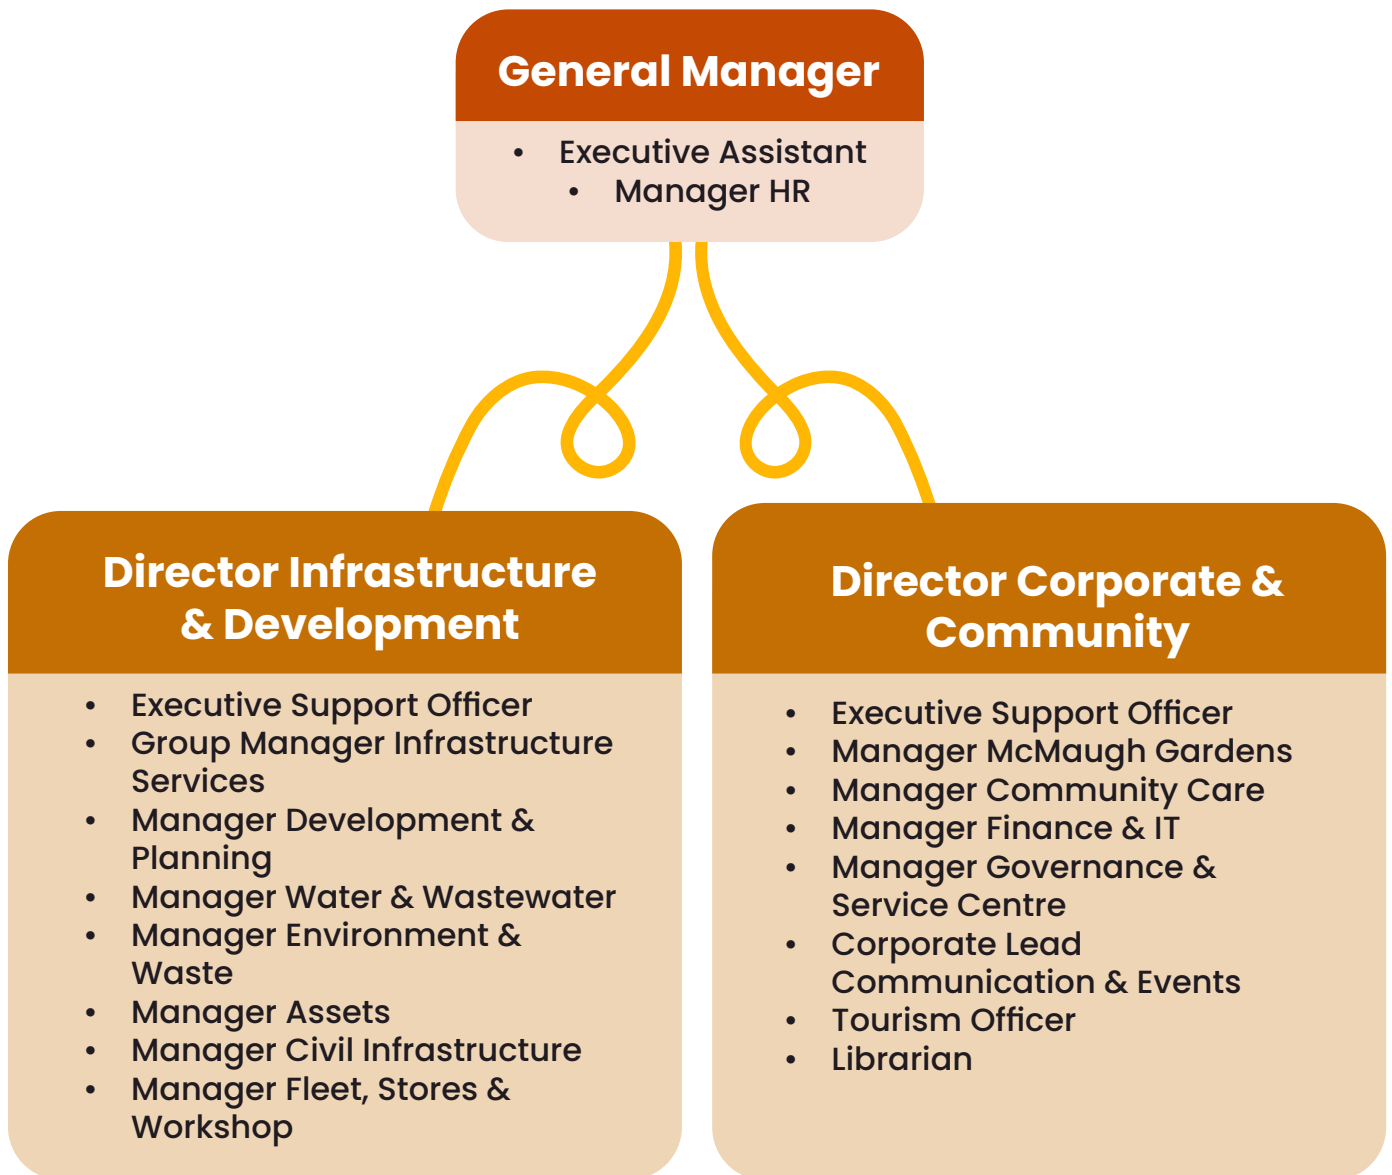 General Manager
• Executive Assistant
• Manager HR
Director Infrastructure
& Development
• Executive Support Officer
• Group Manager Infrastructure
Services
• Manager Development &
Planning
• Manager Water & Wastewater
• Manager Environment &
Waste
• Manager Assets
• Manager Civil Infrastructure
• Manager Fleet, Stores &
Workshop
Director Corporate &
Community
• Executive Support Officer
• Manager McMaugh Gardens
• Manager Community Care
• Manager Finance & IT
• Manager Governance &
Service Centre
• Corporate Lead
Communication & Events
• Tourism Officer
• Librarian